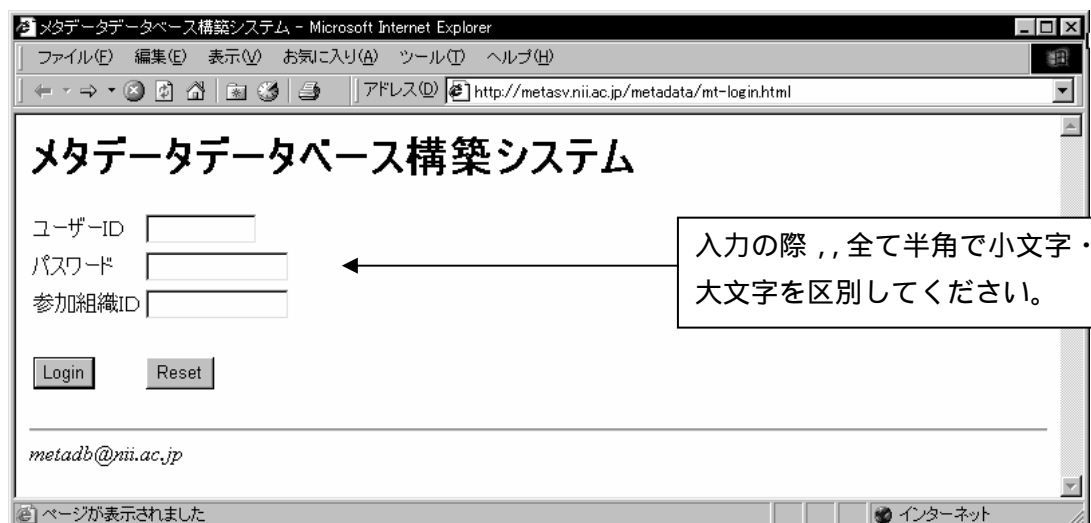 メタデータデータベース構築システム - Microsoft Internet Explorer
ファイル(F) 編集(E) 表示(V) お気に入り(A) ツール(T) ヘルプ(H)
アドレス(D) http://metasv.nii.ac.jp/metadata/mt-login.html
メタデータデータベース構築システム
ユーザーID
パスワード
参加組織ID
入力の際 , , 全て半角で小文字・
大文字を区別してください。
Login Reset
metadb@nii.ac.jp
ページが表示されました インターネット